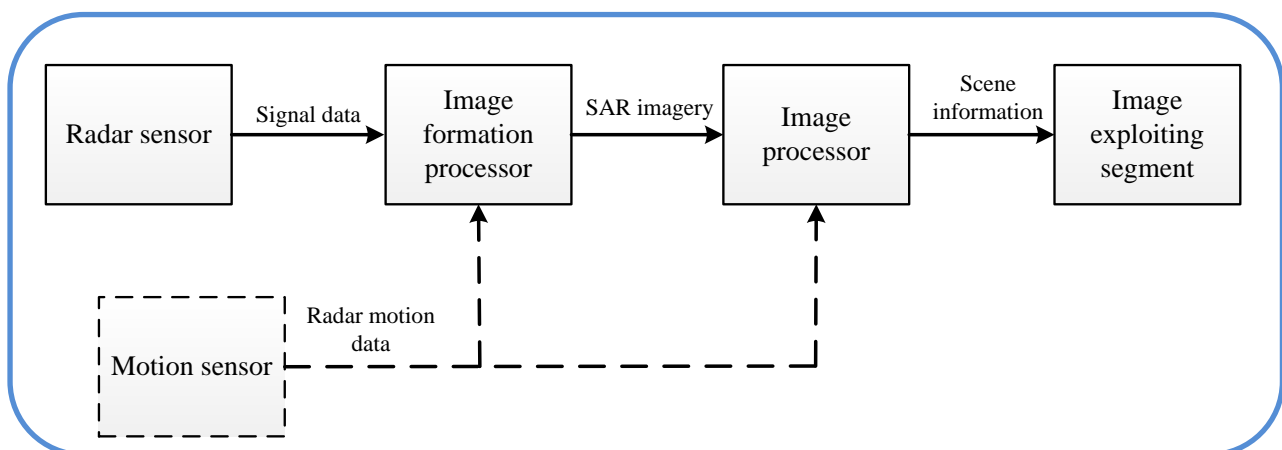 Radar sensor
Signal data
Image
formation
processor
SAR imagery
Image
processor
Scene
information
Image
exploiting
segment
Motion sensor
Radar motion
data